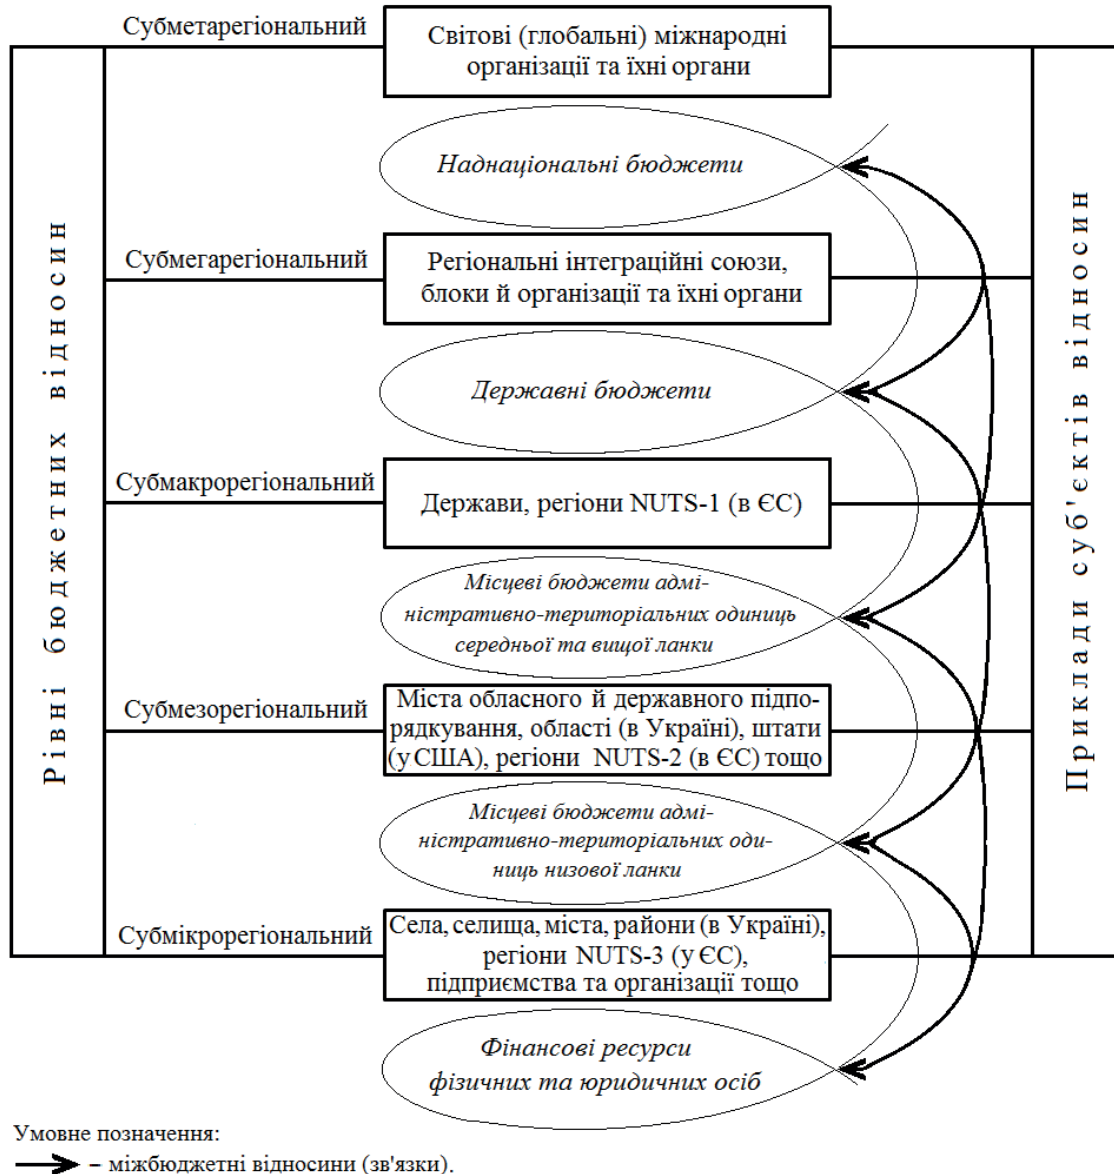 Субметарегіональний
Світові (глобальні) міжнародні
організації та їхні органи
Наднаціональні бюджети
Субмегарегіональний
Регіональні інтеграційні союзи,
блоки й організації та їхні органи
Державні бюджети
Субмакрорегіональний
Держави, регіони NUTS-1 (в ЄС)
Місцеві бюджети адмі-
ністративно-територіальних одиниць
середньої та вищої ланки
Субмезорегіональний
Міста обласного й державного підпо-
рядкування, області (в Україні), штати
(у США), регіони NUTS-2 (в ЄС) тощо
Місцеві бюджети адмі-
ністративно-територіальних оди-
ниць низової ланки
Субмікрорегіональний
Села, селища, міста, райони (в Україні),
регіони NUTS-3 (у ЄС),
підприємства та організації тощо
Фінансові ресурси
фізичних та юридичних осіб
Рівні бюджетних відносин
Приклади суб'єктів відносин
Умовне позначення:
– міжбюджетні відносини (зв'язки).